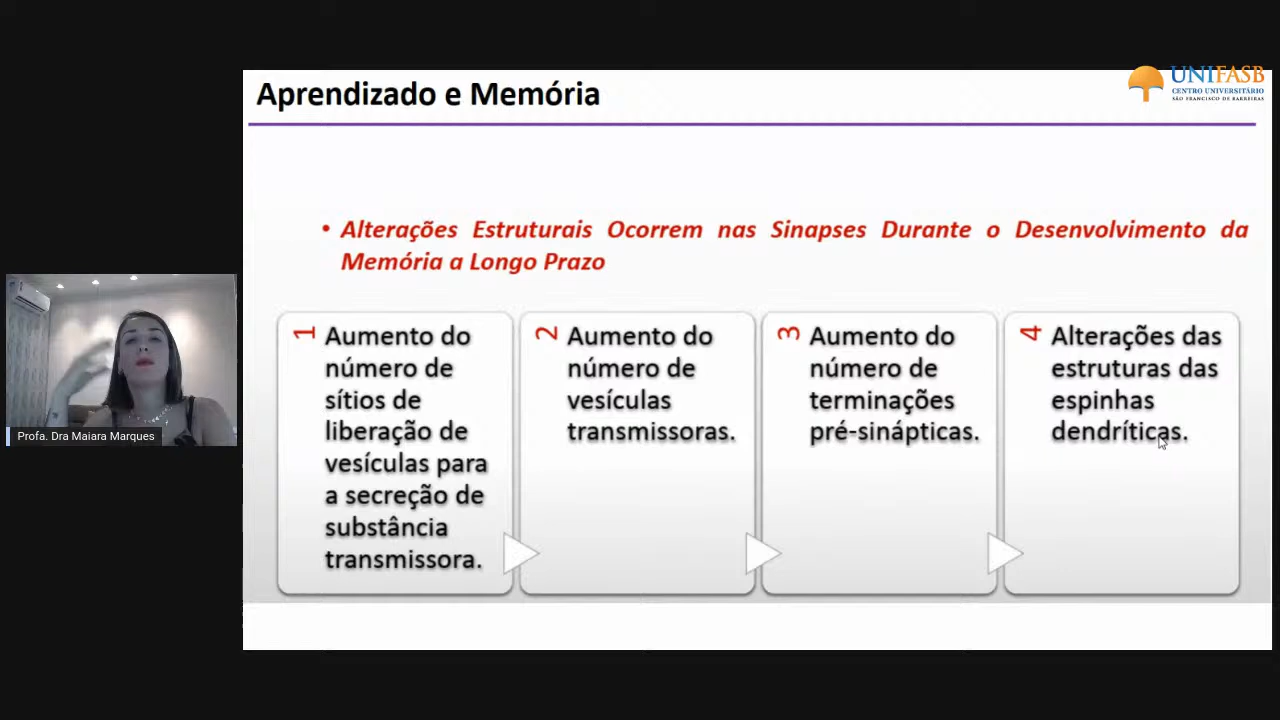 Aprendizado e Memória
UNIFASB
CENTRO UNIVERSITÁRIO
SÃO FRANCISCO DE BARREIRAS
• Alterações Estruturais Ocorrem nas Sinapses Durante o Desenvolvimento da
Memória a Longo Prazo
1
Aumento do
número de
sítios de
liberação de
vesículas para
a secreção de
substância
transmissora.
2
Aumento do
número de
vesículas
transmissoras.
3
Aumento do
número de
terminações
pré-sinápticas.
4
Alterações das
estruturas das
espinhas
dendríticas.
Profa. Dra Maiara Marques